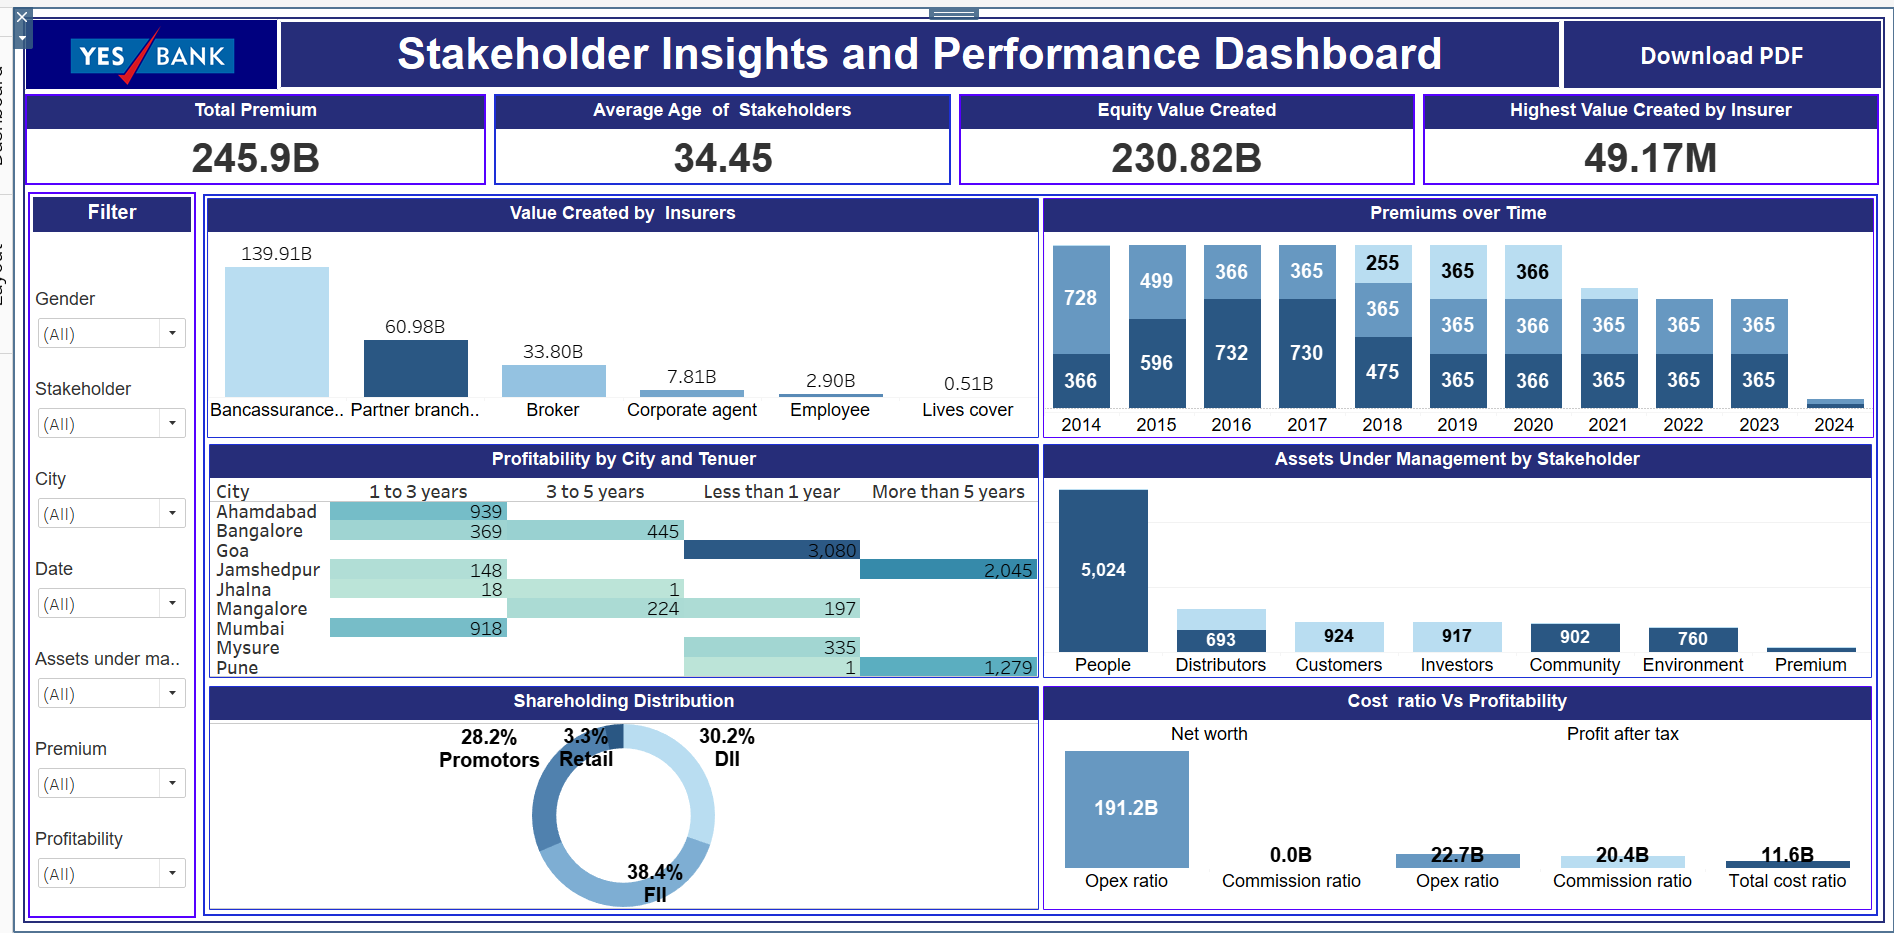 YES BANK
Stakeholder Insights and Performance Dashboard
Download PDF
Total Premium
245.9B
Average Age of Stakeholders
34.45
Equity Value Created
230.82B
Highest Value Created by Insurer
49.17M
Filter
Gender
(All)
Stakeholder
(All)
City
(All)
Date
(All)
Assets under ma..
(All)
Premium
(All)
Profitability
(All)
Value Created by Insurers
139.91B
60.98B
33.80B
7.81B
2.90B
0.51B
Bancassurance.. Partner branch.. Broker Corporate agent Employee Lives cover
Premiums over Time
728 499 366 365 255 365 366
365 365 366 365 365 365
366 596 732 730 475 365 366 365 365 365
2014 2015 2016 2017 2018 2019 2020 2021 2022 2023 2024
Profitability by City and Tenuer
City 1 to 3 years 3 to 5 years Less than 1 year More than 5 years
Ahamdabad 939
Bangalore 369 445
Goa 3,080
Jamshedpur 148 2,045
Jhalna 18 1
Mangalore 224 197
Mumbai 918
Mysure 335
Pune 1 1,279
Assets Under Management by Stakeholder
5,024 693 924 917 902 760
People Distributors Customers Investors Community Environment Premium
Shareholding Distribution
28.2%
Promotors
3.3%
Retail
30.2%
DII
38.4%
FII
Cost ratio Vs Profitability
Net worth Profit after tax
191.2B 0.0B 22.7B 20.4B 11.6B
Opex ratio Commission ratio Opex ratio Commission ratio Total cost ratio